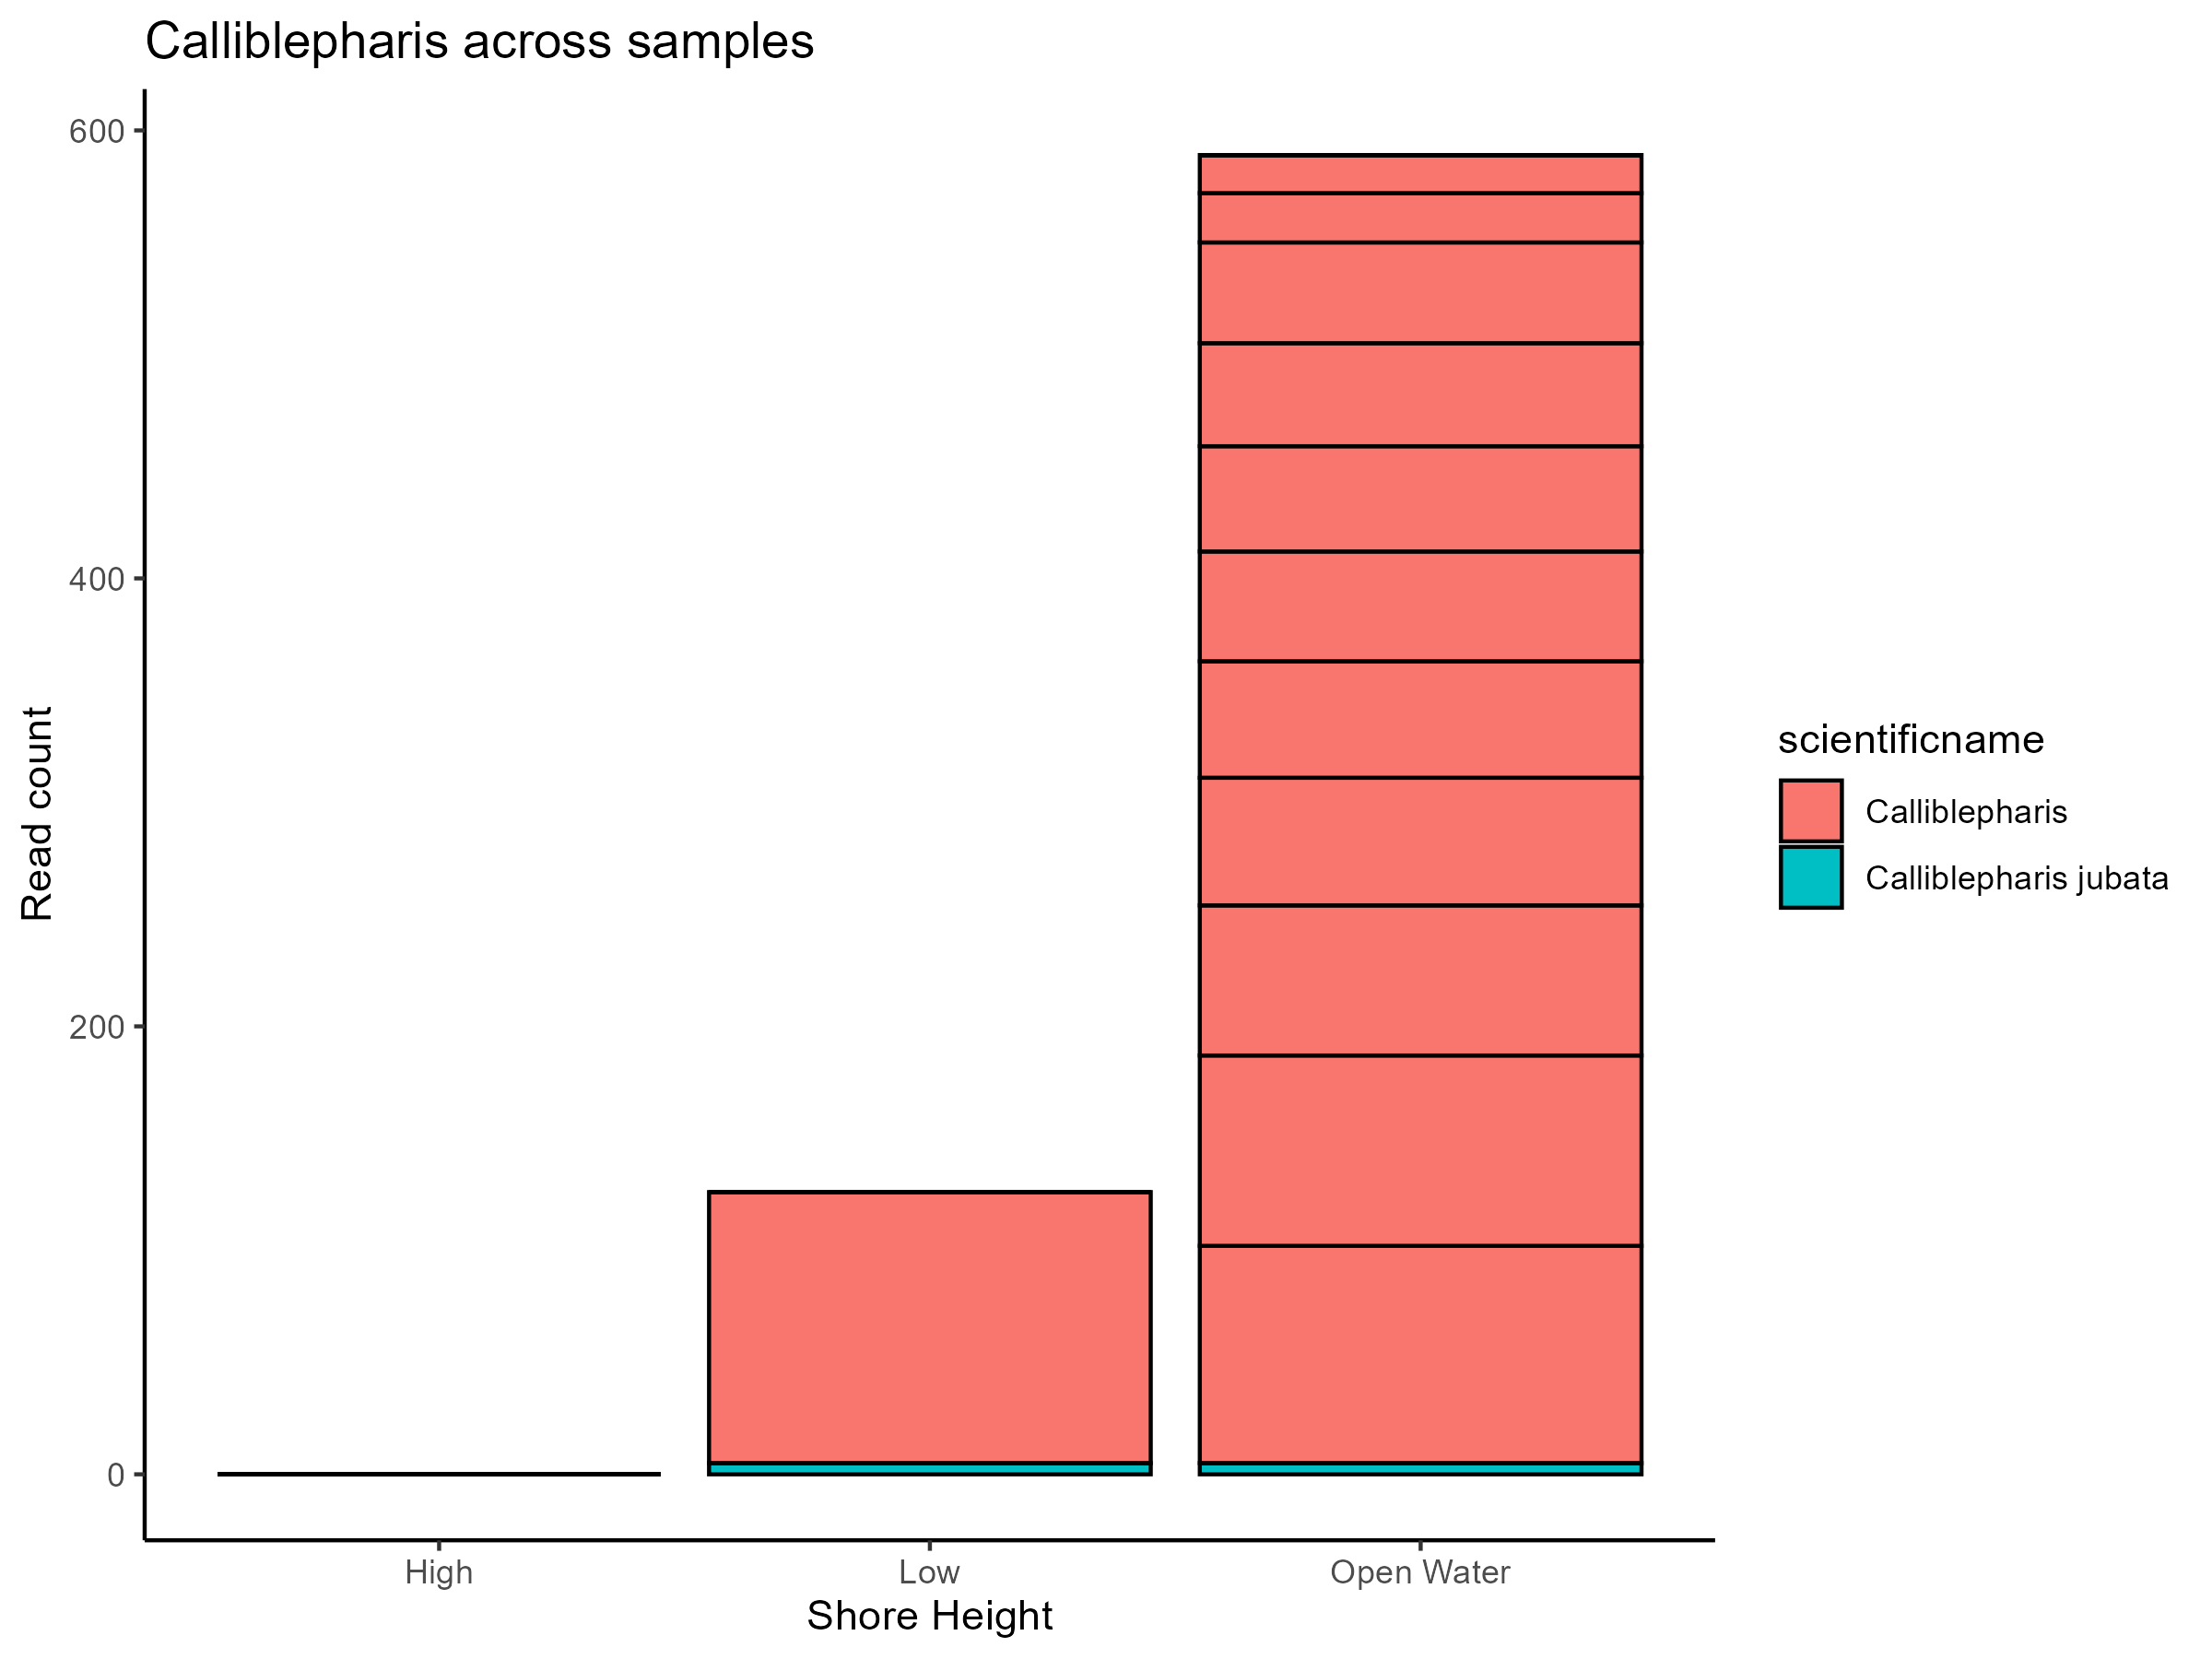 Calliblepharis across samples
600
400
200
0
Read count
High
Low
Open Water
Shore Height
scientificname
Calliblepharis
Calliblepharis jubata